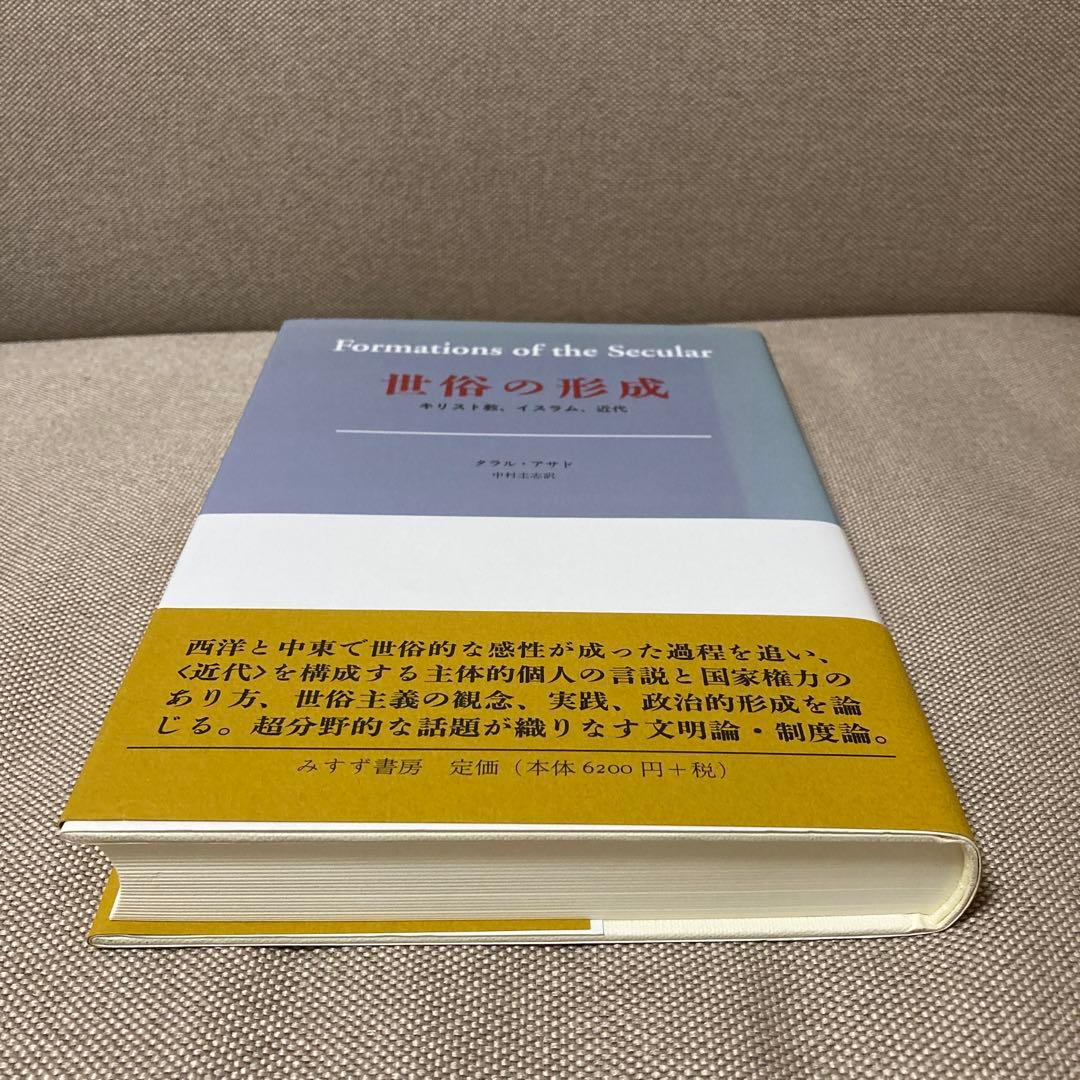 Formations of the Secular
世俗の形成
キリスト教、イスラム、近代
タラル・アサド
中村圭志訳
西洋と中東で世俗的な感性が成った過程を追い、
〈近代〉を構成する主体的個人の言説と国家権力の
あり方、世俗主義の観念、実践、政治的形成を論
じる。超分野的な話題が織りなす文明論・制度論。
みすず書房　定価（本体6200円+税）